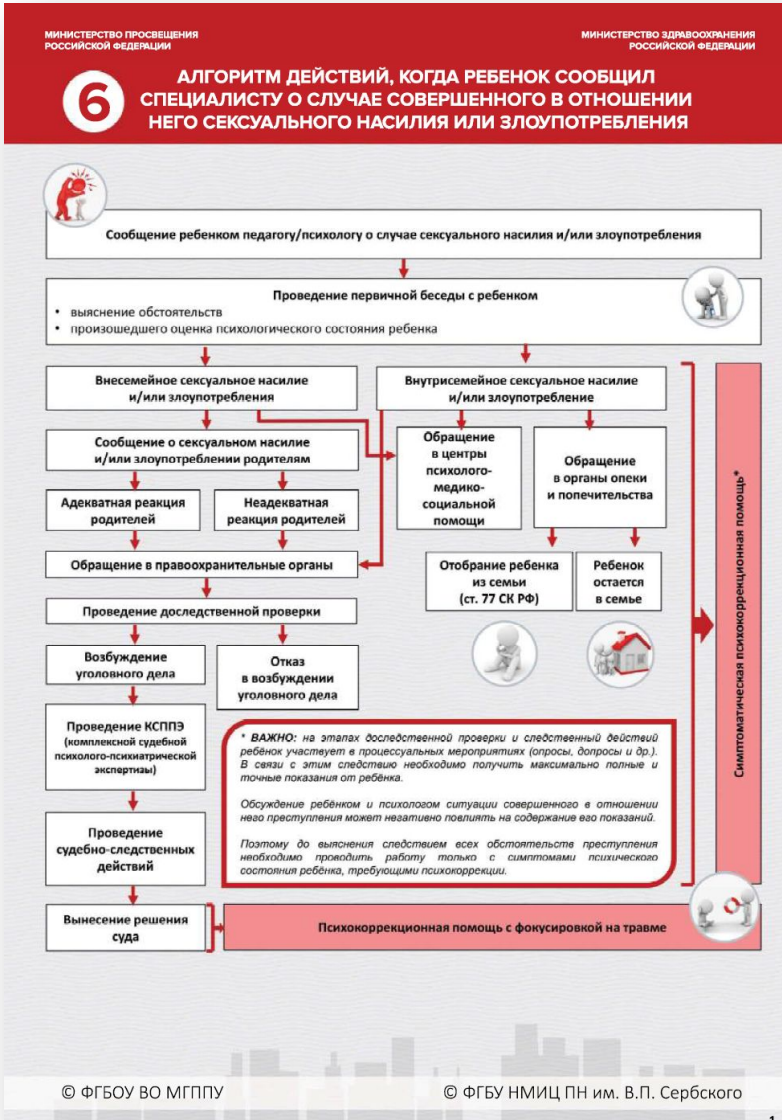 МИНИСТЕРСТВО ПРОСВЕЩЕНИЯ
РОССИЙСКОЙ ФЕДЕРАЦИИ
МИНИСТЕРСТВО ЗДРАВООХРАНЕНИЯ
РОССИЙСКОЙ ФЕДЕРАЦИИ
6
АЛГОРИТМ ДЕЙСТВИЙ, КОГДА РЕБЕНОК СООБЩИЛ
СПЕЦИАЛИСТУ О СЛУЧАЕ СОВЕРШЕННОГО В ОТНОШЕНИИ
НЕГО СЕКСУАЛЬНОГО НАСИЛИЯ ИЛИ ЗЛОУПОТРЕБЛЕНИЯ
Сообщение ребенком педагогу/психологу о случае сексуального насилия и/или злоупотребления
Проведение первичной беседы с ребенком
• выяснение обстоятельств
• произошедшего оценка психологического состояния ребенка
Внесемейное сексуальное насилие
и/или злоупотребления
Внутрисемейное сексуальное насилие
и/или злоупотребление
Сообщение о сексуальном насилие
и/или злоупотреблении родителям
Обращение
в центры
психолого-
медико-
социальной
помощи
Обращение
в органы опеки
и попечительства
Адекватная реакция
родителей
Неадекватная
реакция родителей
Обращение в правоохранительные органы
Отобрание ребенка
из семьи
(ст. 77 СК РФ)
Ребенок
остается
в семье
Проведение доследственной проверки
Возбуждение
уголовного дела
Отказ
в возбуждении
уголовного дела
Проведение КСППЭ
(комплексной судебной
психолого-психиатрической
экспертизы)
* ВАЖНО: на этапах доследственной проверки и следственный действий
ребёнок участвует в процессуальных мероприятиях (опросы, допросы и др.).
В связи с этим следствию необходимо получить максимально полные и
точные показания от ребёнка.
Обсуждение ребёнком и психологом ситуации совершенного в отношении
него преступления может негативно повлиять на содержание его показаний.
Поэтому до выяснения следствием всех обстоятельств преступления
необходимо проводить работу только с симптомами психического
состояния ребёнка, требующими психокоррекции.
Проведение
судебно-следственных
действий
Вынесение решения
суда
Психокоррекционная помощь с фокусировкой на травме
Симптоматическая психокоррекционная помощь*
© ФГБОУ ВО МГППУ
© ФГБУ НМИЦ ПН им. В.П. Сербского
1